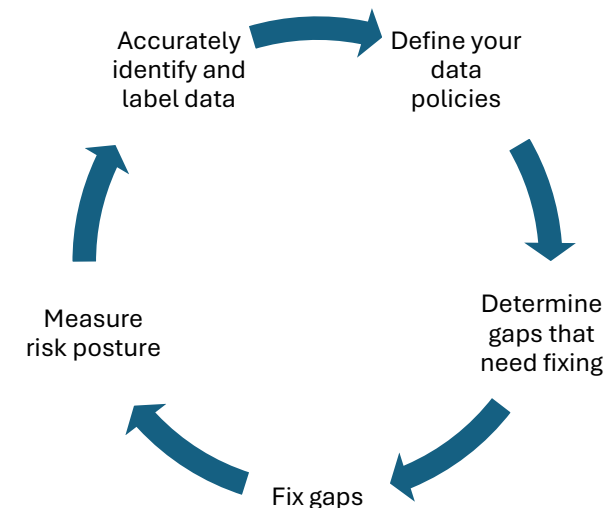 Accurately
identify and
label data
Define your
data
policies
Determine
gaps that
need fixing
Fix gaps
Measure
risk posture